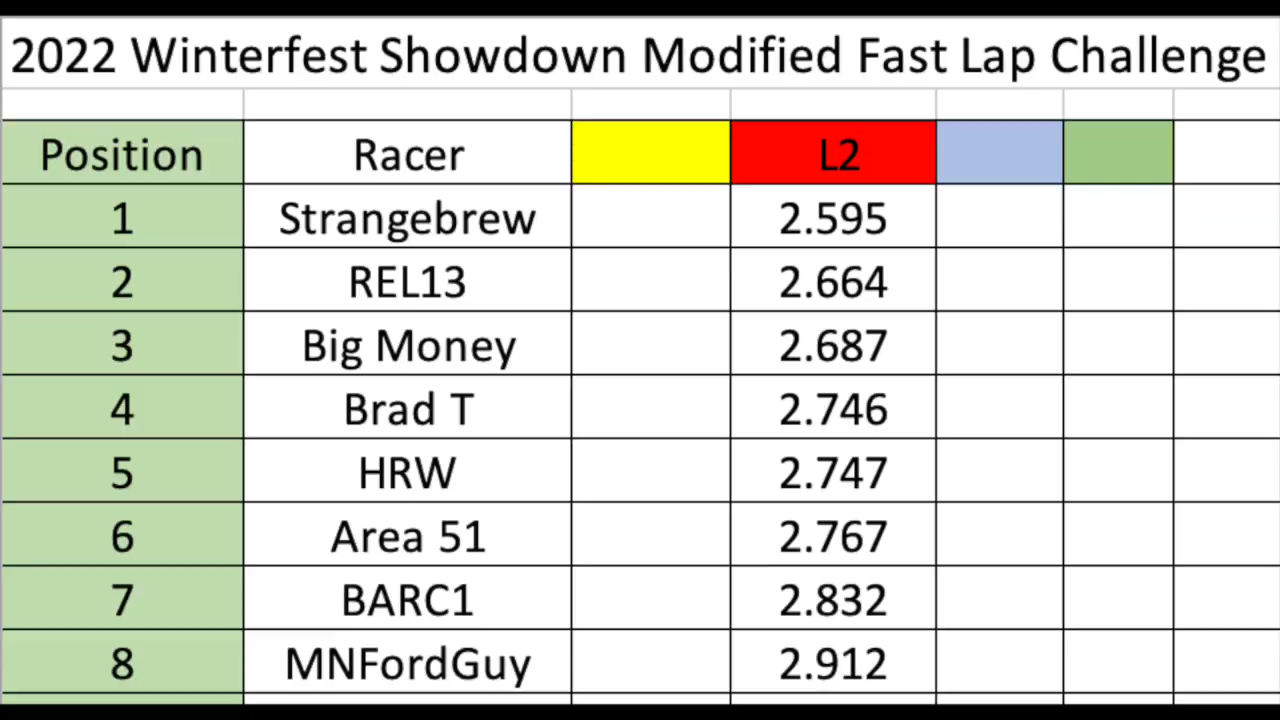 2022 Winterfest Showdown Modified Fast Lap Challenge
Position Racer L2
1 Strangebrew 2.595
2 REL13 2.664
3 Big Money 2.687
4 Brad T 2.746
5 HRW 2.747
6 Area 51 2.767
7 BARC1 2.832
8 MNFordGuy 2.912